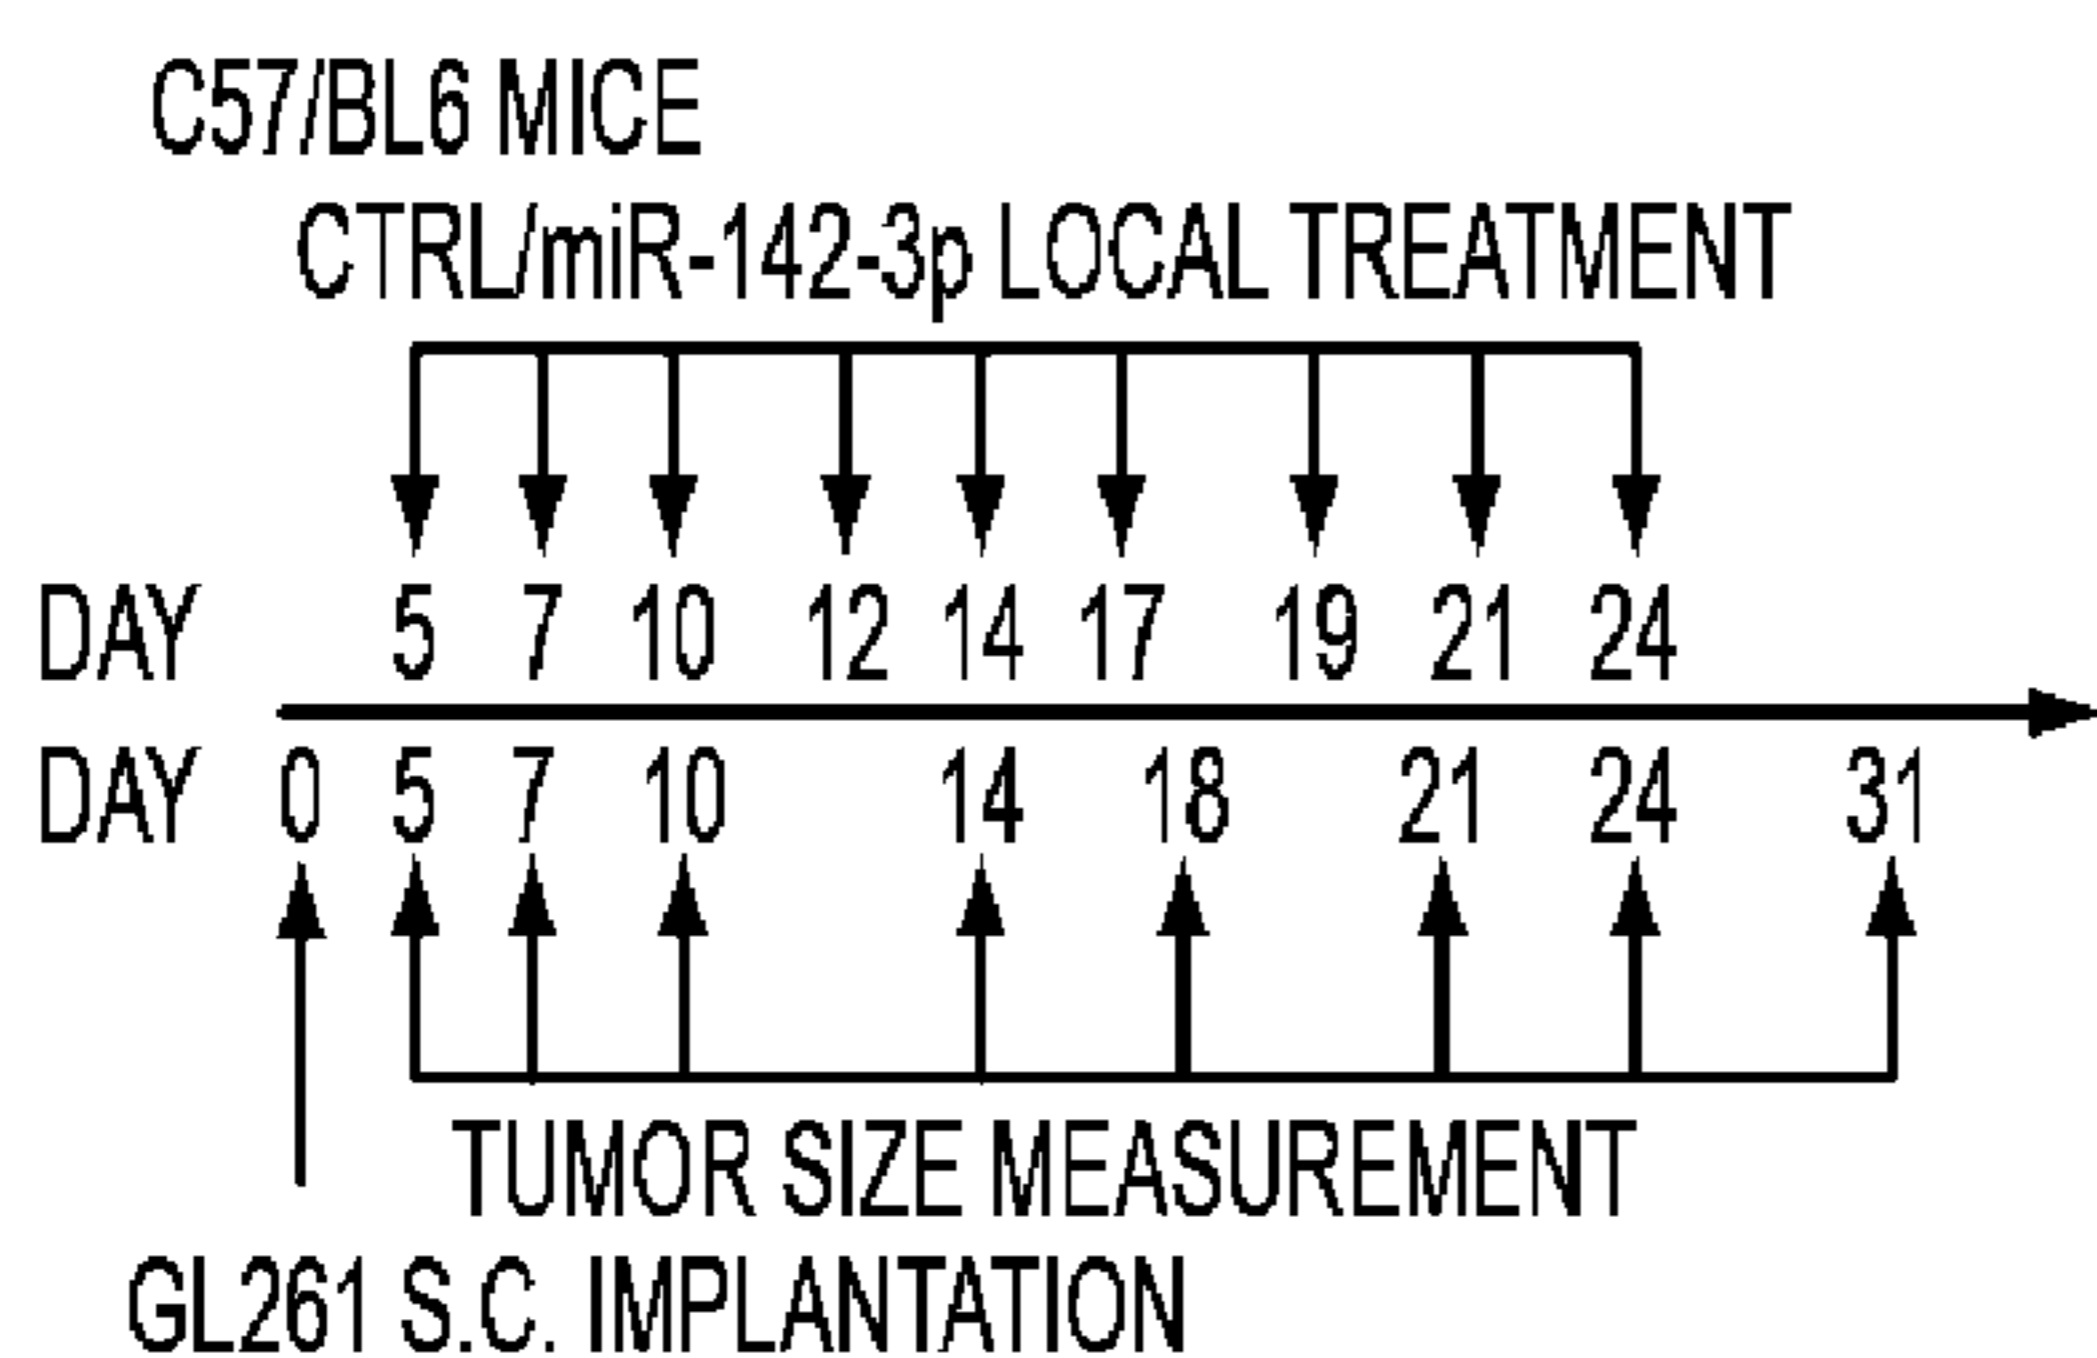 C57/BL6 MICE
CTRL/miR-142-3p LOCAL TREATMENT
DAY 5 7 10 12 14 17 19 21 24
DAY 0 5 7 10 14 18 21 24 31
TUMOR SIZE MEASUREMENT
GL261 S.C. IMPLANTATION